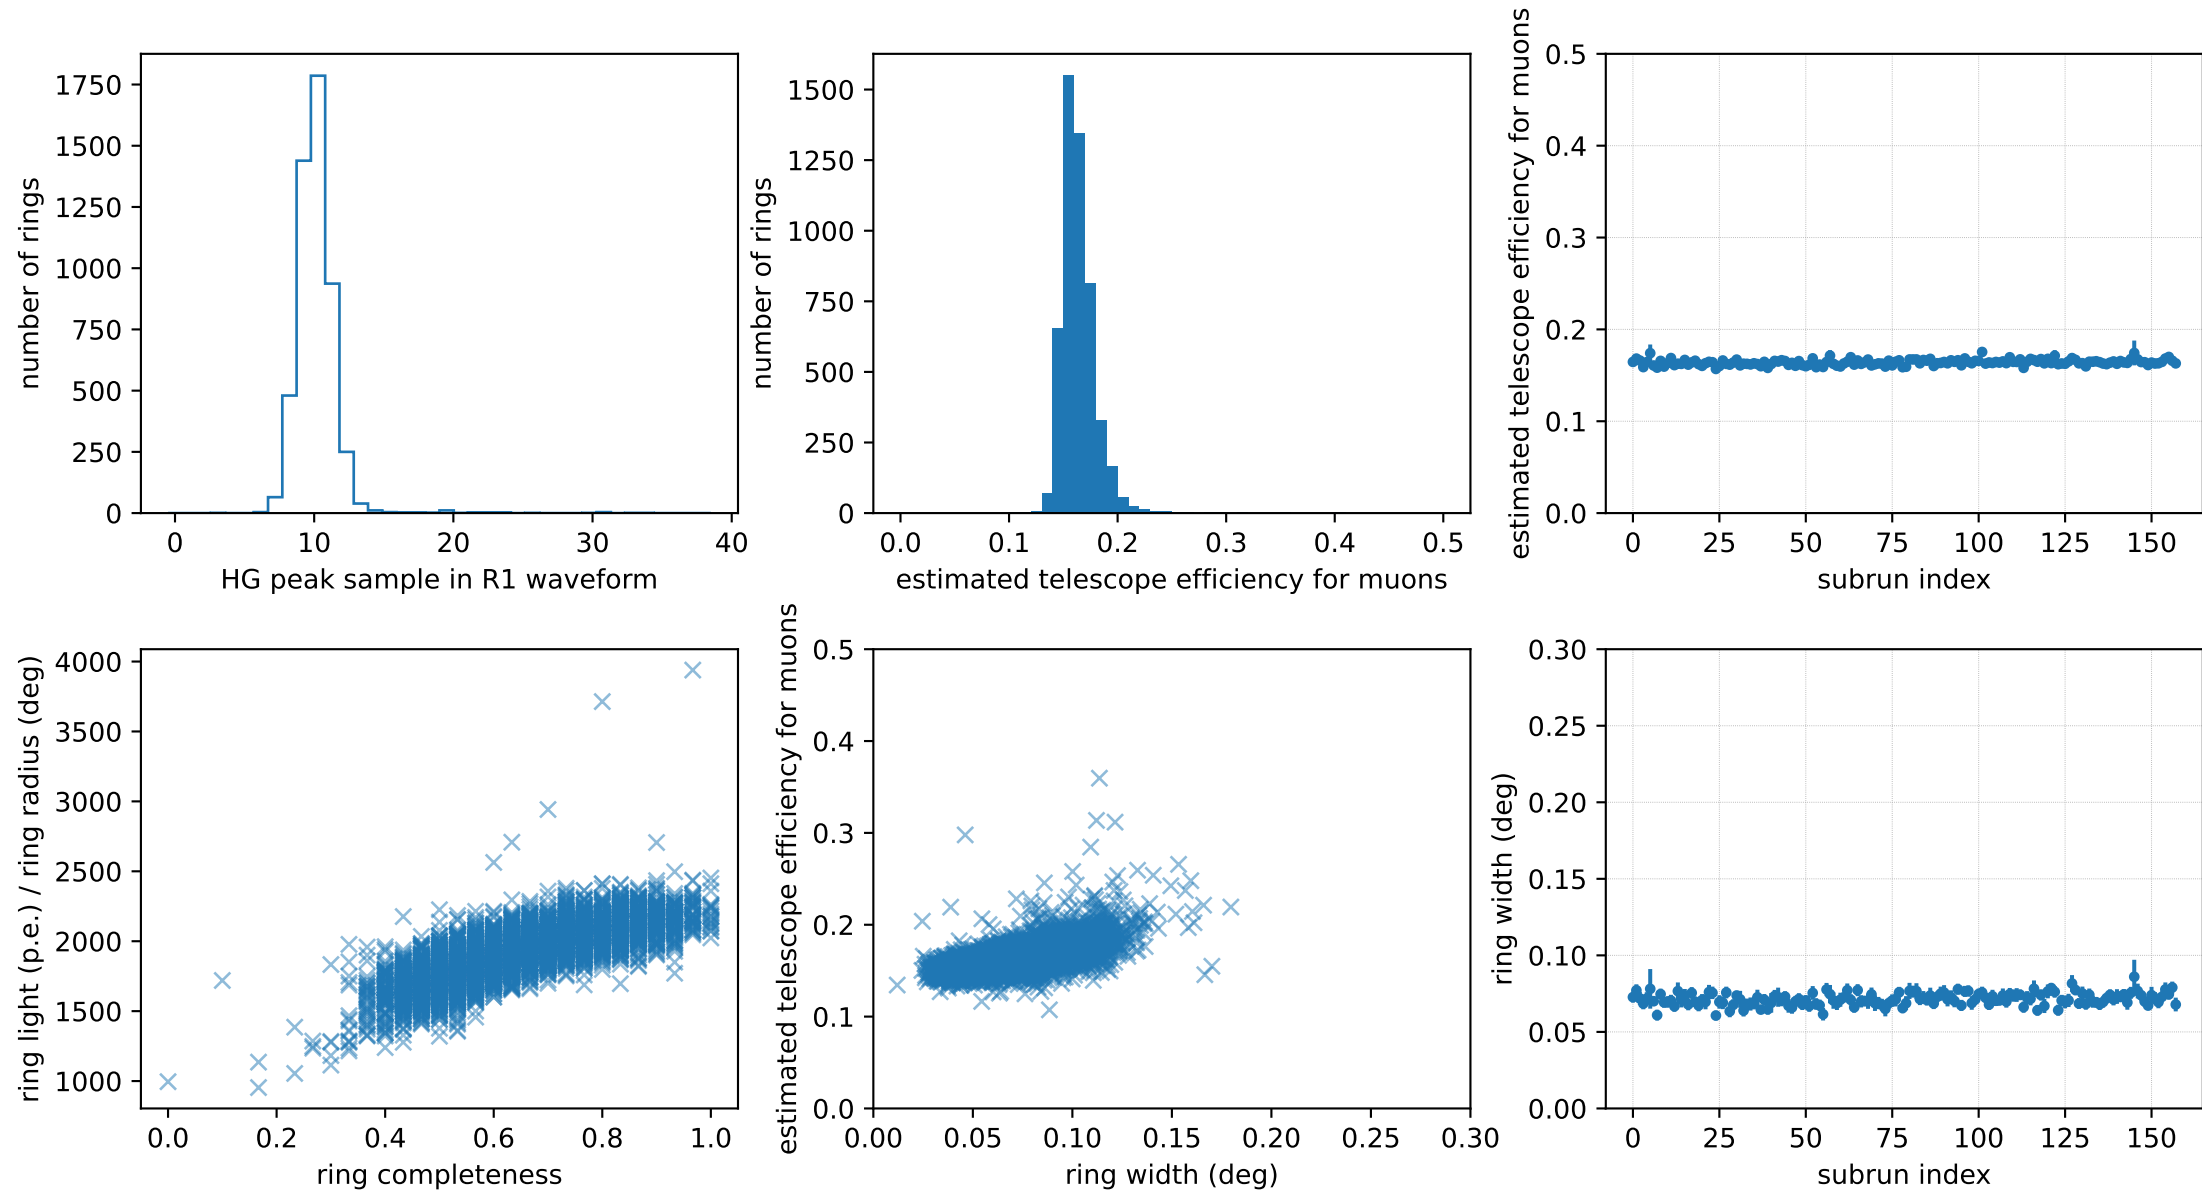 number of rings
1750
1500
1250
1000
750
500
250
0
0 10 20 30 40
HG peak sample in R1 waveform
number of rings
1500
1250
1000
750
500
250
0
0.0 0.1 0.2 0.3 0.4 0.5
estimated telescope efficiency for muons
estimated telescope efficiency for muons
0.5
0.4
0.3
0.2
0.1
0.0
0 25 50 75 100 125 150
subrun index
ring light (p.e.) / ring radius (deg)
4000
3500
3000
2500
2000
1500
1000
0.0 0.2 0.4 0.6 0.8 1.0
ring completeness
estimated telescope efficiency for muons
0.5
0.4
0.3
0.2
0.1
0.0
0.00 0.05 0.10 0.15 0.20 0.25 0.30
ring width (deg)
ring width (deg)
0.30
0.25
0.20
0.15
0.10
0.05
0.00
0 25 50 75 100 125 150
subrun index